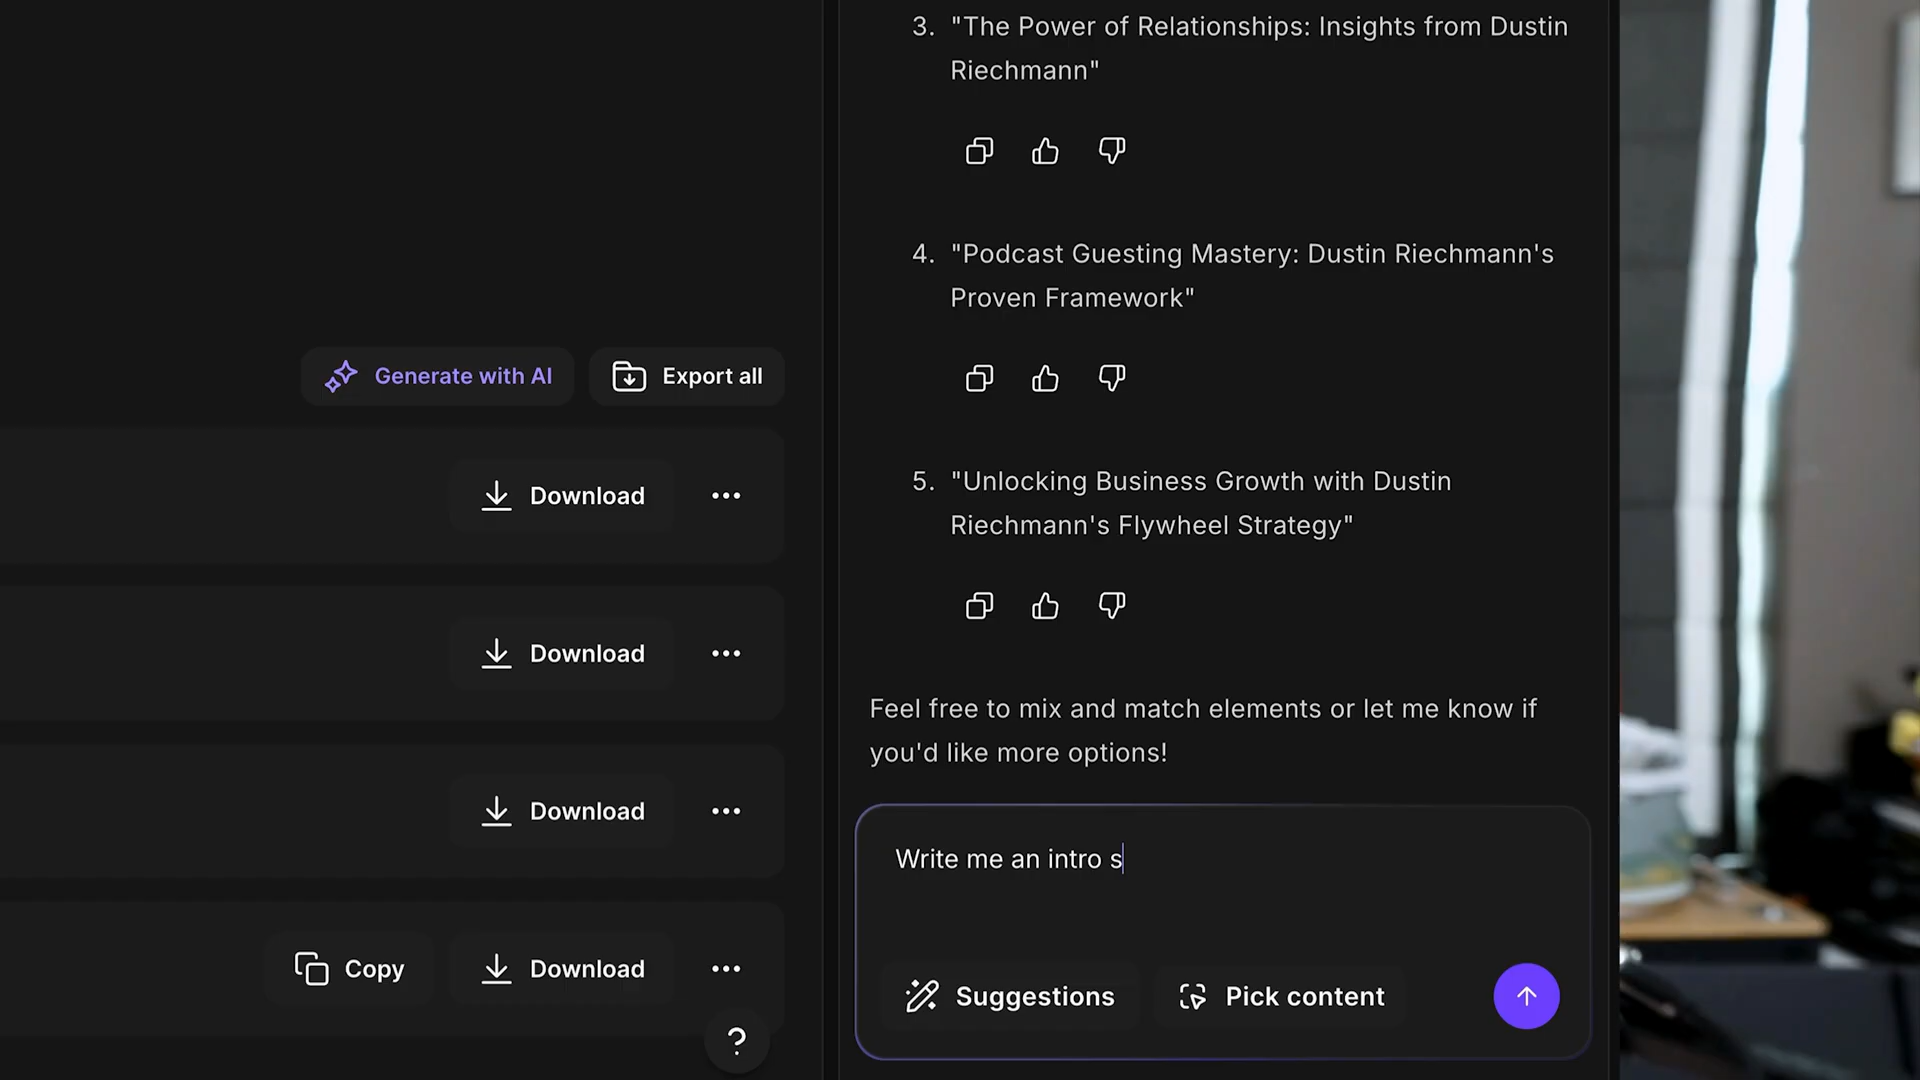 Generate with AI
Export all
Download
Download
Download
Copy
Download
?
3. "The Power of Relationships: Insights from Dustin
Riechmann"
4. "Podcast Guesting Mastery: Dustin Riechmann's
Proven Framework"
5. "Unlocking Business Growth with Dustin
Riechmann's Flywheel Strategy"
Feel free to mix and match elements or let me know if
you'd like more options!
Write me an intro s
Suggestions
Pick content